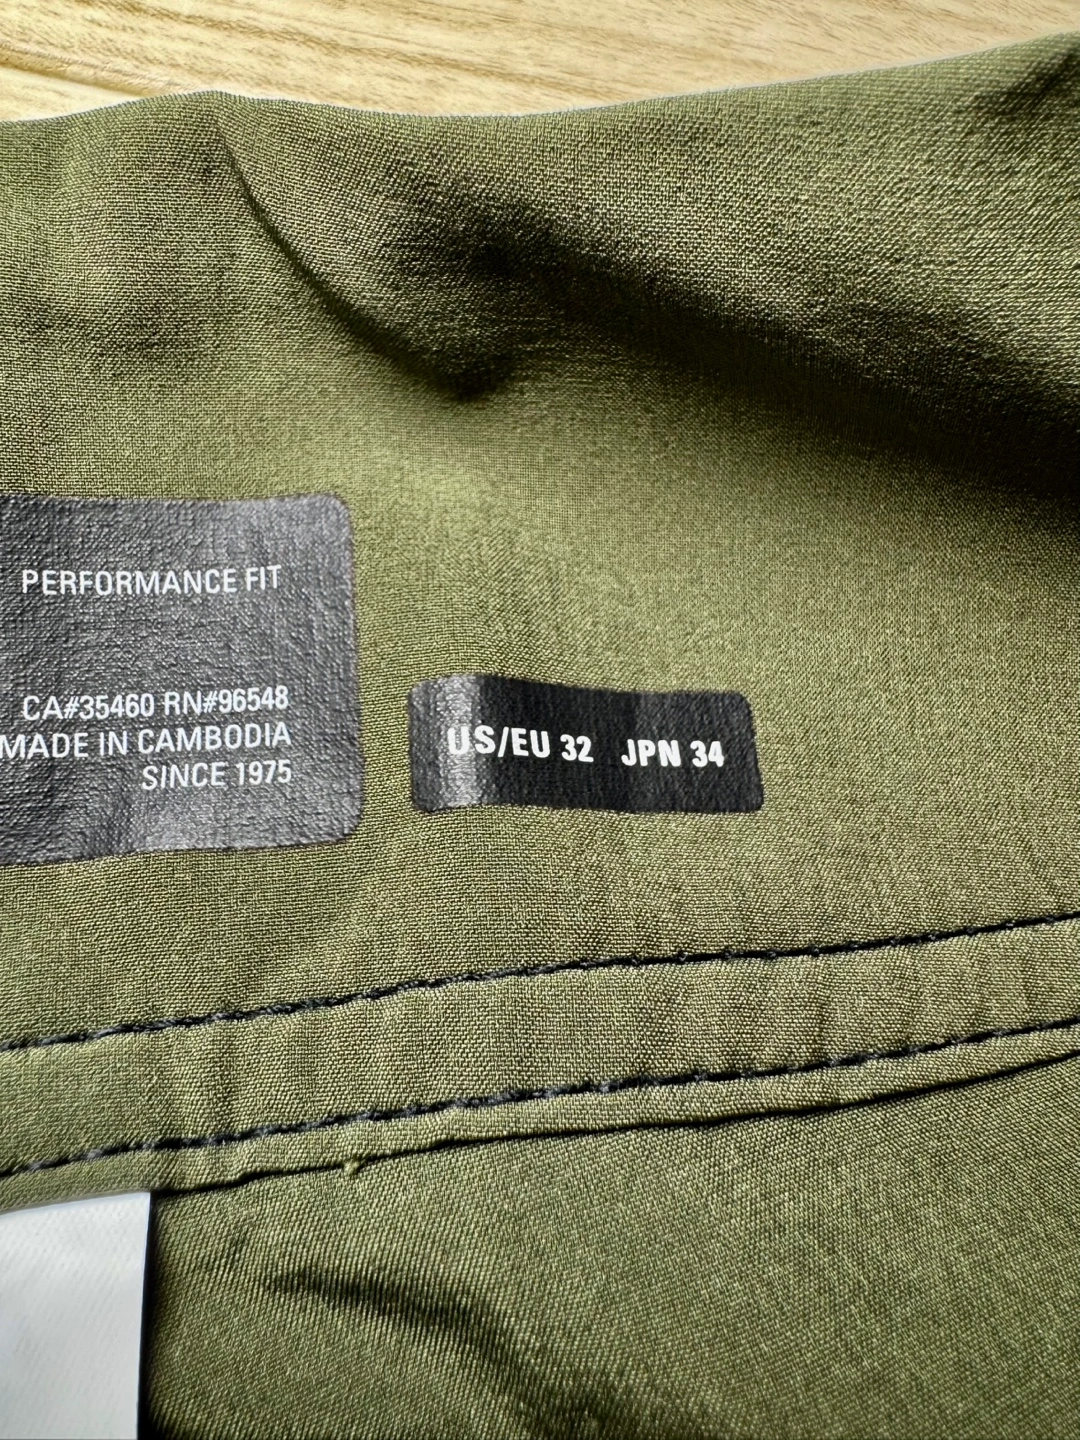 PERFORMANCE FIT
CA#35460 RN#96548
MADE IN CAMBODIA
SINCE 1975
US/EU 32 JPN 34